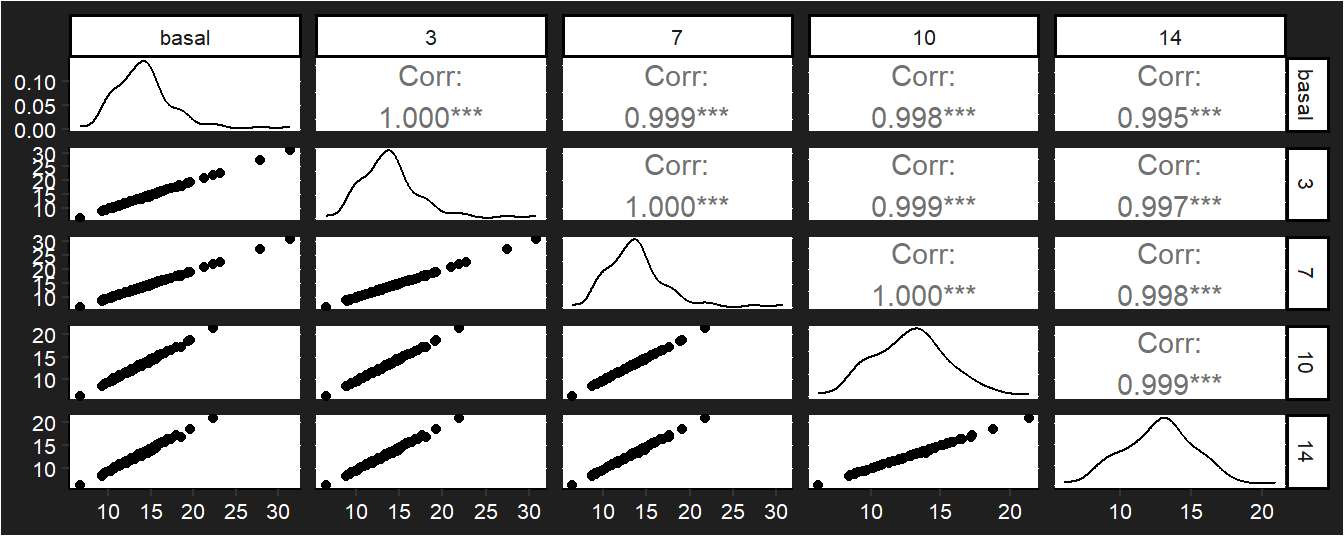 basal 3 7 10 14
0.10 Corr: Corr: Corr: Corr: basal
0.05
0.00 1.000*** 0.999*** 0.998*** 0.995***
30 Corr: Corr: Corr: 3
25
20
15
10 1.000*** 0.999*** 0.997***
30 Corr: Corr: 7
25
20
15
10 1.000*** 0.998***
20 Corr: 10
15
10 0.999***
20 14
15
10
10 15 20 25 30 10 15 20 25 30 10 15 20 25 30 10 15 20 10 15 20